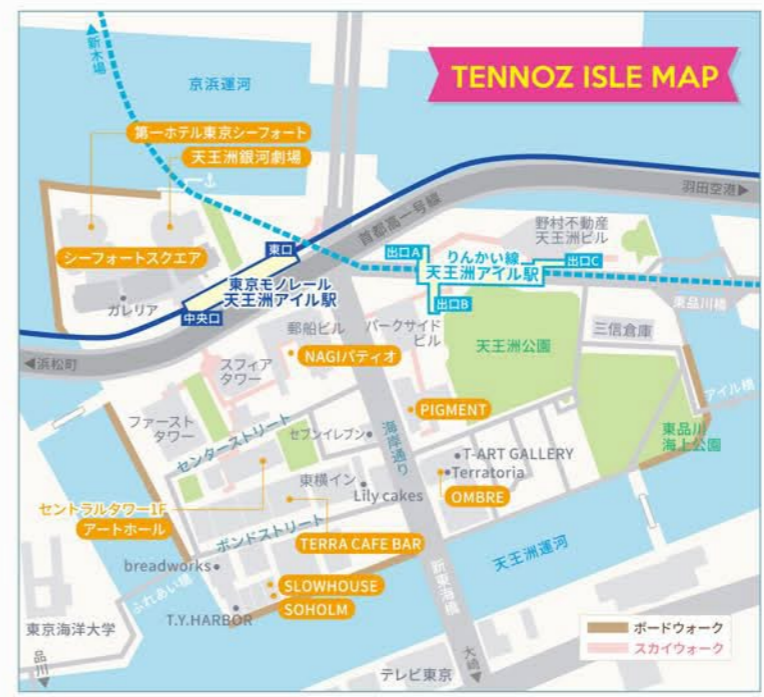 TENNOZ ISLE MAP
▲新木場
京浜運河
第一ホテル東京シーフォート
天王洲銀河劇場
シーフォートスクエア
ガレリア
東口
東京モノレール
天王洲アイル駅
中央口
首都高一号線
羽田空港▶
野村不動産
天王洲ビル
出口A
りんかい線
天王洲アイル駅
出口C
出口B
東品川橋
◀浜松町
郵船ビル
パークサイド
ビル
天王洲公園
三信倉庫
NAGIパティオ
スフィア
タワー
アイル橋
PIGMENT
ファースト
タワー
センターストリート
セブンイレブン
海岸通り
東品川
海上公園
T-ART GALLERY
Terratoria
東横イン
Lily cakes
OMBRE
セントラルタワー1F
アートホール
ボンドストリート
TERRA CAFE BAR
breadworks
ふれあい橋
SLOWHOUSE
SOHOLM
T.Y.HARBOR
新東海橋
天王洲運河
東京海洋大学
品川▼
テレビ東京
大崎▼
ボードウォーク
スカイウォーク